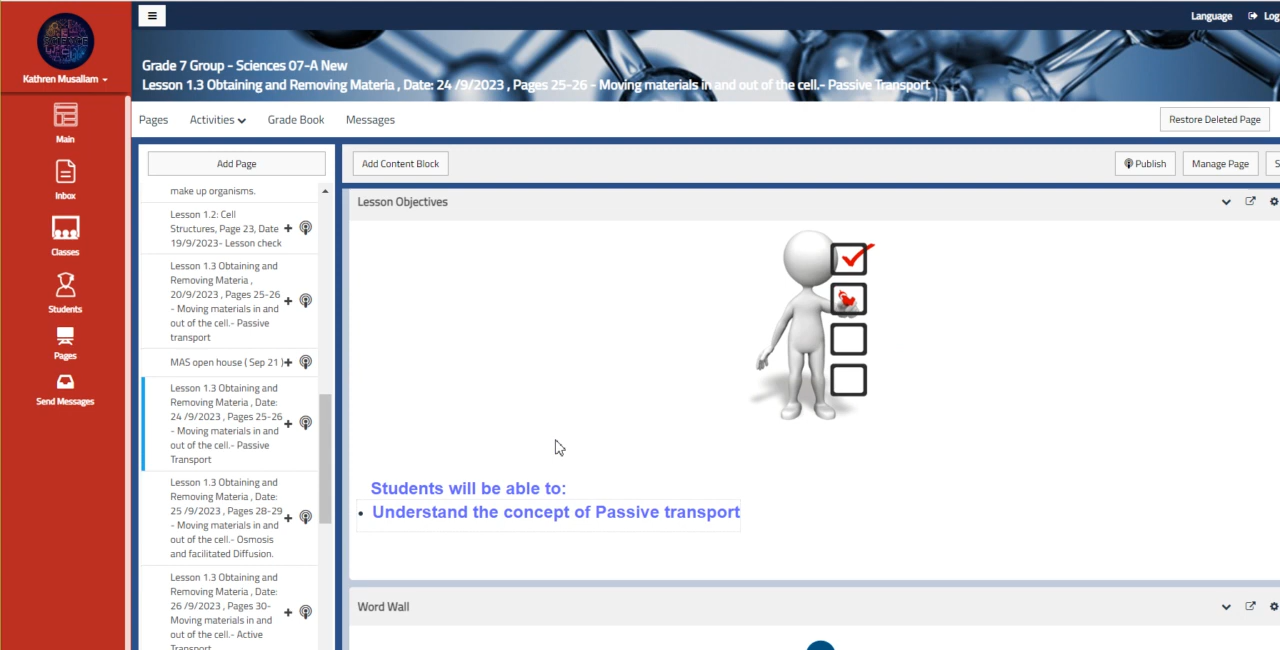 Language
Log
Kathren Musallam
Grade 7 Group - Sciences 07-A New
Lesson 1.3 Obtaining and Removing Materia , Date: 24 /9/2023 , Pages 25-26 - Moving materials in and out of the cell.- Passive Transport
Pages
Activities
Grade Book
Messages
Restore Deleted Page
Main
Inbox
Classes
Students
Pages
Send Messages
Add Page
make up organisms.
Lesson 1.2: Cell
Structures, Page 23, Date
19/9/2023- Lesson check
Lesson 1.3 Obtaining and
Removing Materia ,
20/9/2023 , Pages 25-26
- Moving materials in and
out of the cell.- Passive
transport
MAS open house ( Sep 21 )
Lesson 1.3 Obtaining and
Removing Materia , Date:
24 /9/2023 , Pages 25-26
- Moving materials in and
out of the cell.- Passive
Transport
Lesson 1.3 Obtaining and
Removing Materia , Date:
25 /9/2023 , Pages 28-29
- Moving materials in and
out of the cell.- Osmosis
and facilitated Diffusion.
Lesson 1.3 Obtaining and
Removing Materia , Date:
26 /9/2023 , Pages 30-
Moving materials in and
out of the cell.- Active
Transport
Add Content Block
Publish
Manage Page
S
Lesson Objectives
Students will be able to:
• Understand the concept of Passive transport
Word Wall